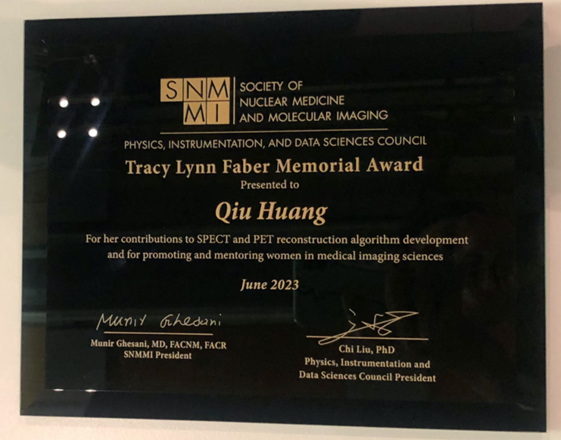 SNM
MI
SOCIETY OF
NUCLEAR MEDICINE
AND MOLECULAR IMAGING
PHYSICS, INSTRUMENTATION, AND DATA SCIENCES COUNCIL
Tracy Lynn Faber Memorial Award
Presented to
Qiu Huang
For her contributions to SPECT and PET reconstruction algorithm development
and for promoting and mentoring women in medical imaging sciences
June 2023
Munir Ghesani
Munir Ghesani, MD, FACNM, FACR
SNMMI President
Chi Liu, PhD
Physics, Instrumentation and
Data Sciences Council President